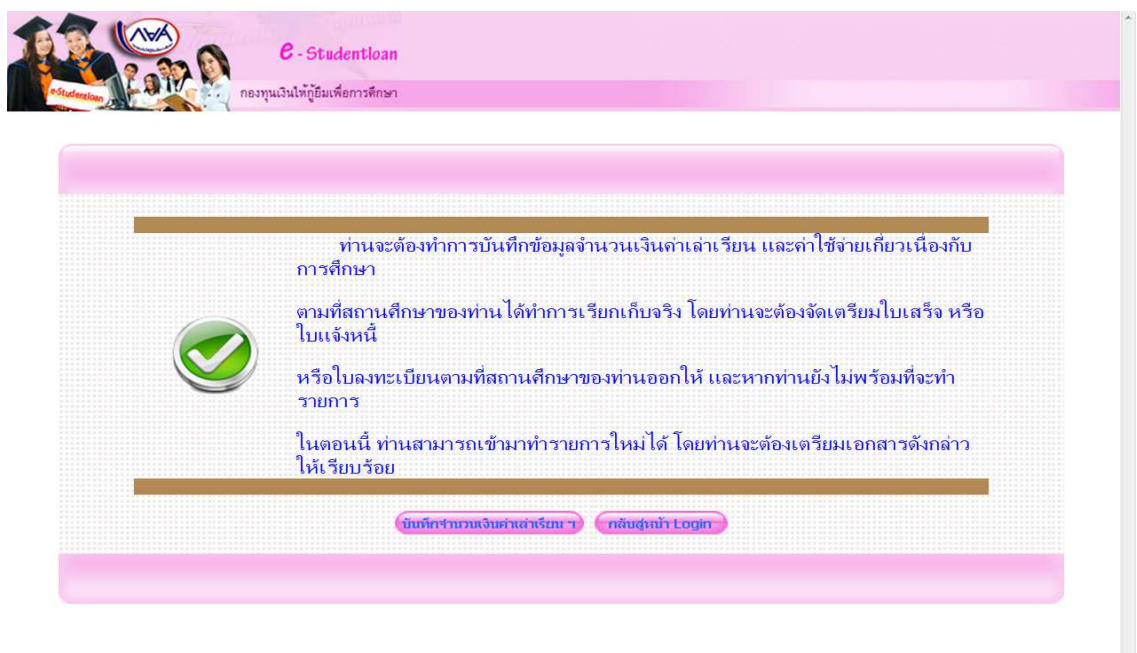 กยศ
e - Studentloan
e-Studentloan
กองทุนเงินให้กู้ยืมเพื่อการศึกษา
ท่านจะต้องทำการบันทึกข้อมูลจำนวนเงินค่าเล่าเรียน และค่าใช้จ่ายเกี่ยวเนื่องกับ
การศึกษา
ตามที่สถานศึกษาของท่านได้ทำการเรียกเก็บจริง โดยท่านจะต้องจัดเตรียมใบเสร็จ หรือ
ใบแจ้งหนี้
หรือใบลงทะเบียนตามที่สถานศึกษาของท่านออกให้ และหากท่านยังไม่พร้อมที่จะทำ
รายการ
ในตอนนี้ ท่านสามารถเข้ามาทำรายการใหม่ได้ โดยท่านจะต้องเตรียมเอกสารดังกล่าว
ให้เรียบร้อย
บันทึกจำนวนเงินค่าเล่าเรียน ฯ กลับสู่หน้า Login